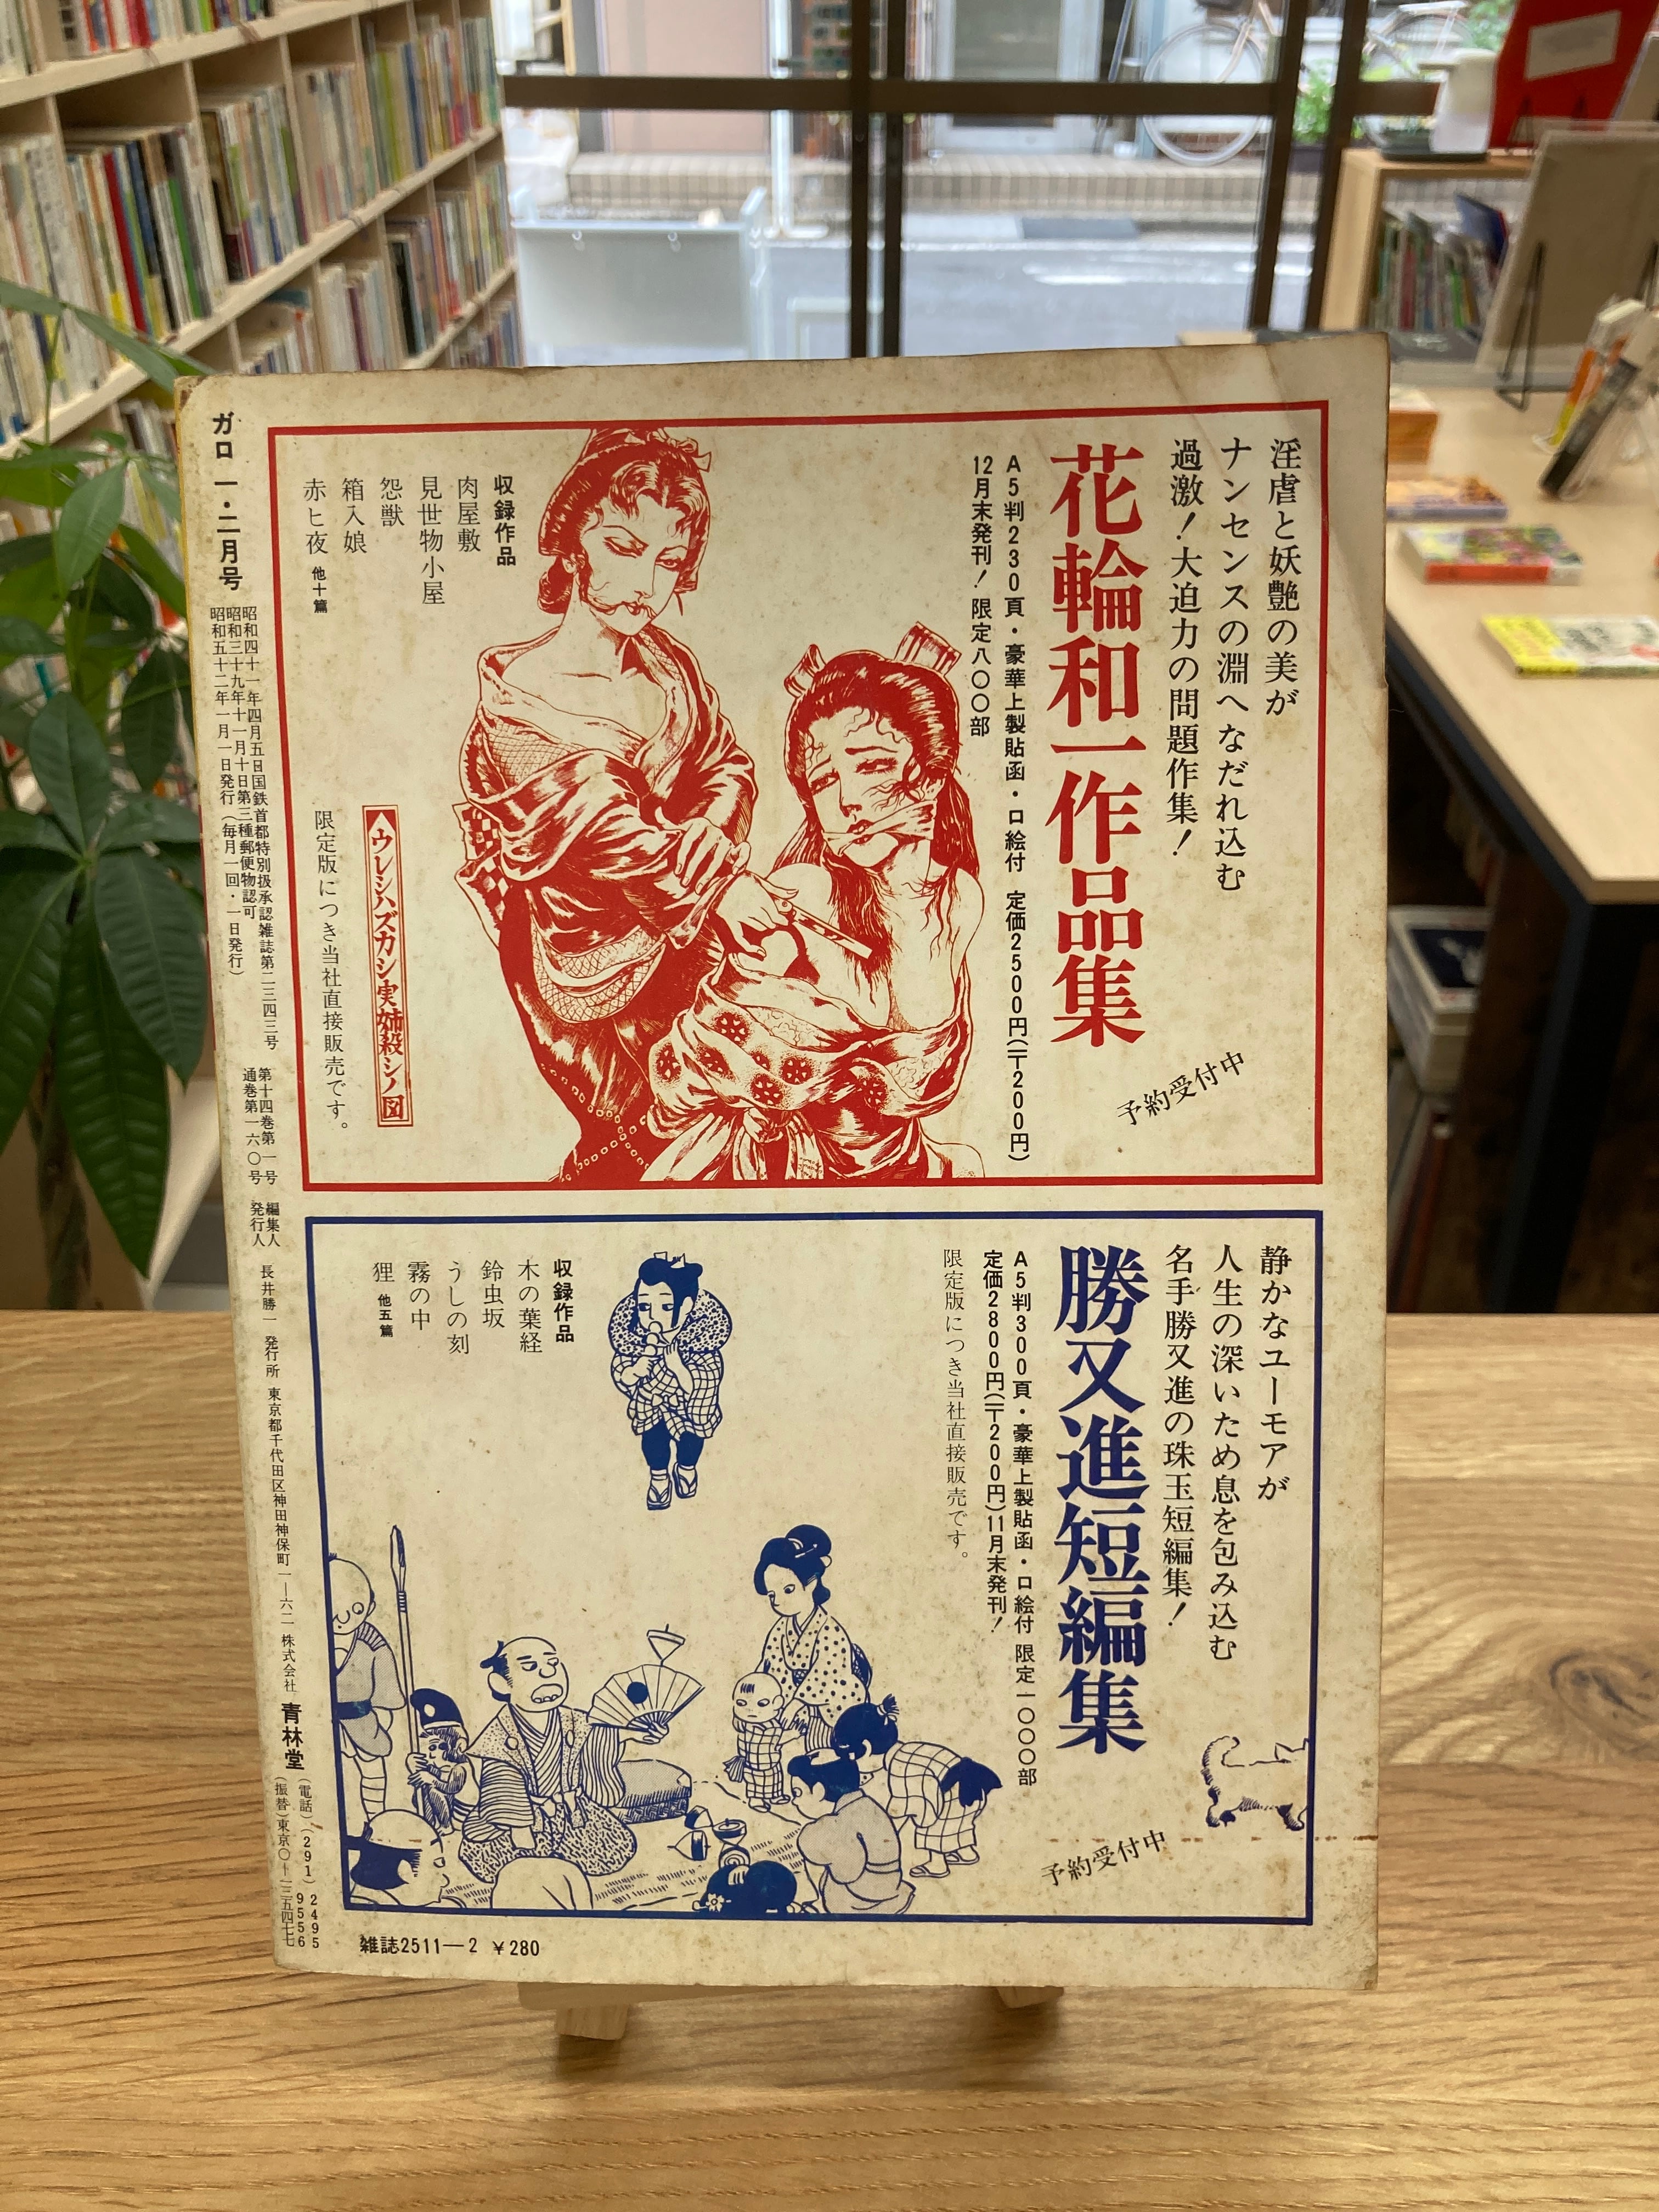 淫虐と妖艶の美が
ナンセンスの淵へなだれ込む
過激！大迫力の問題作集！
花輪和一作品集
予約受付中
A5判230頁・豪華上製貼函・口絵付　定価2500円(〒200円)
12月末発刊！限定八〇〇部
収録作品
肉屋敷
見世物小屋
怨獣
箱入娘
赤ヒ夜　他十篇
ウレシハズカシ実姉殺シノ図
限定版につき当社直接販売です。
静かなユーモアが
人生の深いため息を包み込む
名手勝又進の珠玉短編集！
勝又進短編集
予約受付中
A5判300頁・豪華上製貼函・口絵付　限定一〇〇〇部
定価2800円(〒200円)11月末発刊！
限定版につき当社直接販売です。
収録作品
木の葉経
鈴虫坂
うしの刻
霧の中
狸　他五篇
ガロ　一・二月号
昭和四十一年四月五日国鉄首都特別扱承認雑誌第二三四三号
昭和三十九年十一月十日第三種郵便物認可
昭和五十二年一月一日発行（毎月一回・一日発行）
第十四巻第一号
通巻第一六〇号
編集人
発行人
長井勝一
発行所　東京都千代田区神田神保町一―六二　株式会社　青林堂
（電話）（291）2495
9556
（振替）東京〇―一三五四七七
雑誌2511―2　¥280